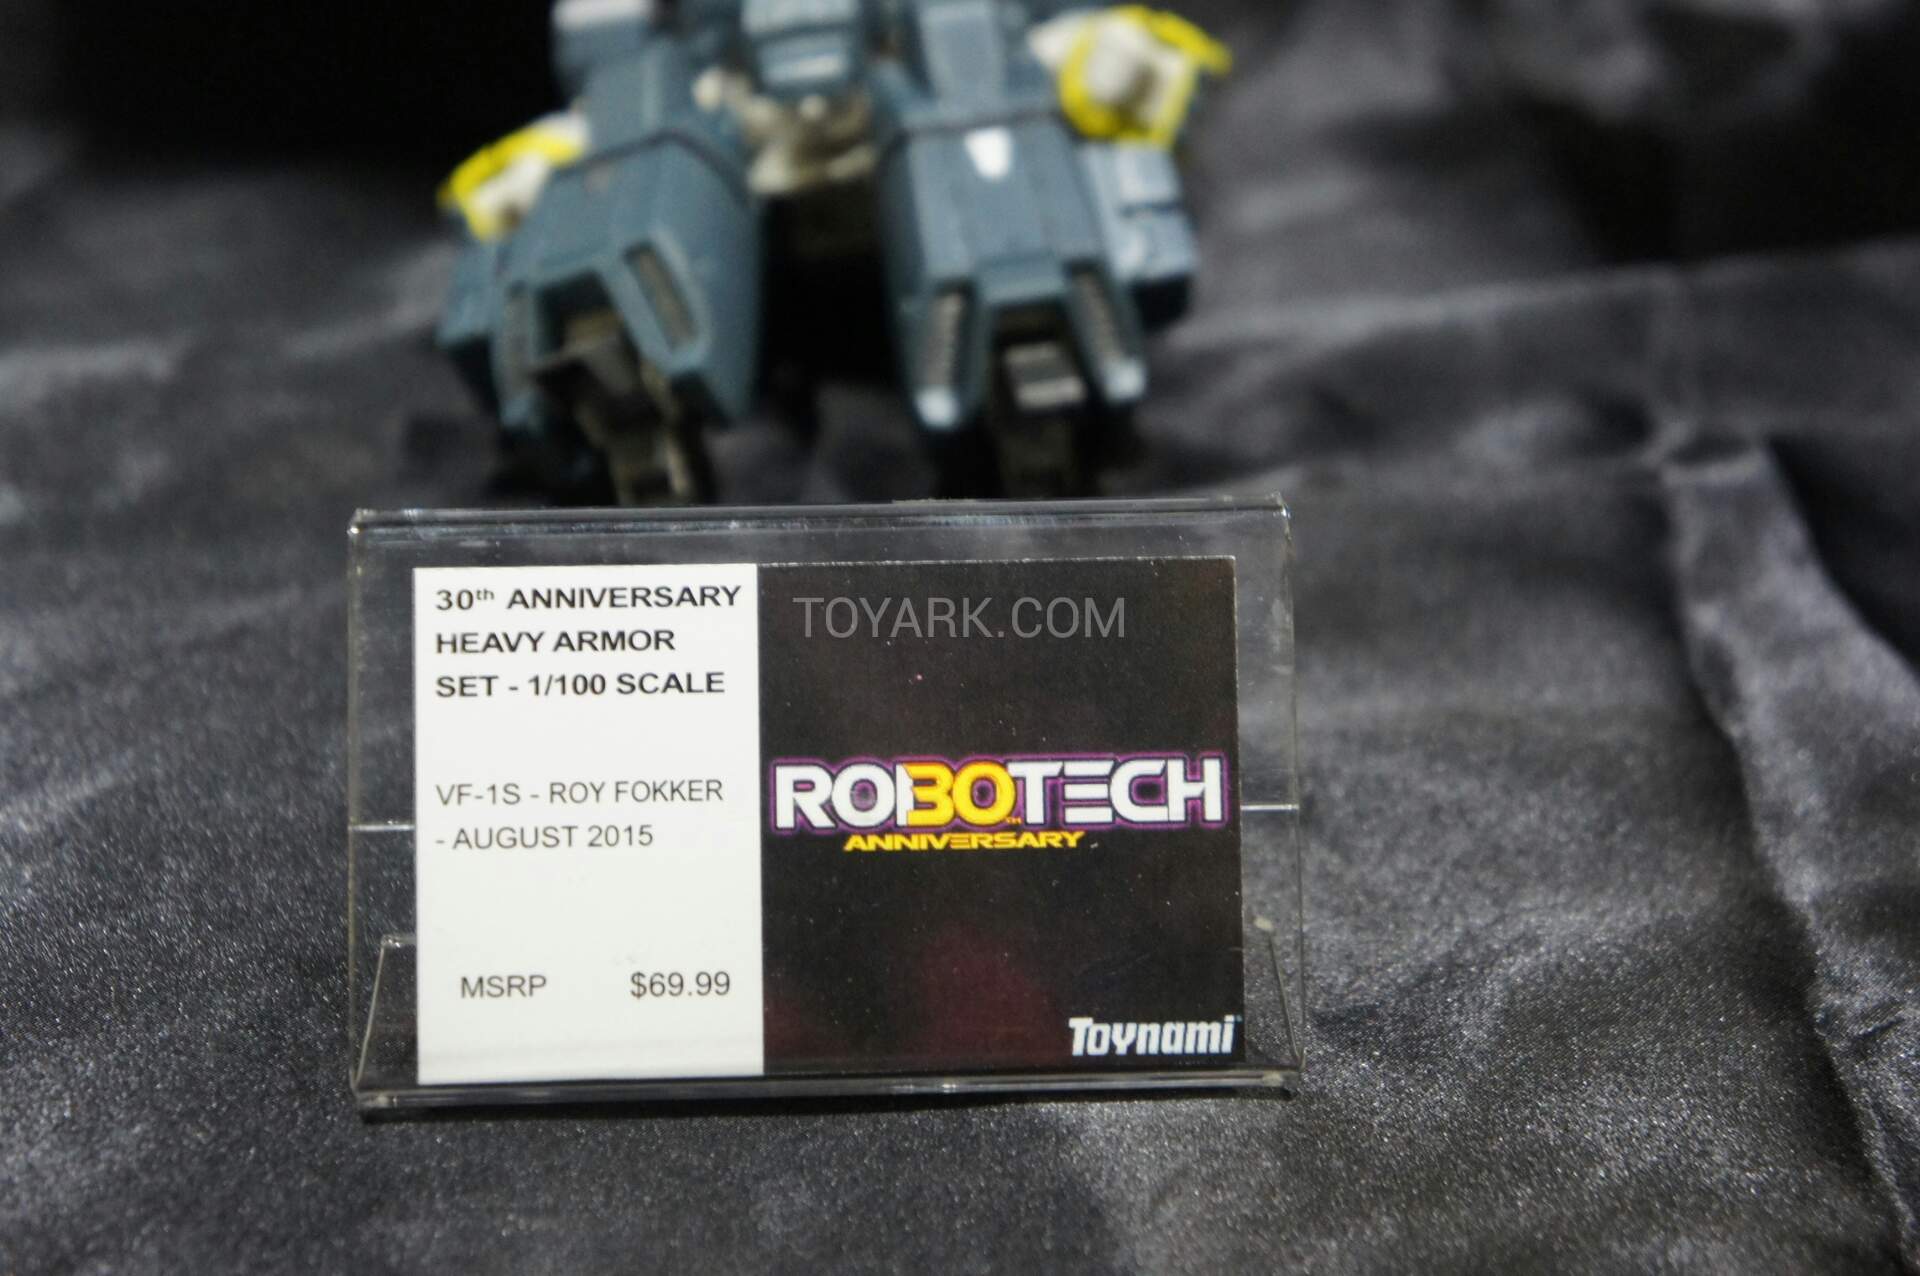 30th ANNIVERSARY
HEAVY ARMOR
SET - 1/100 SCALE
VF-1S - ROY FOKKER
- AUGUST 2015
MSRP $69.99
TOYARK.COM
ROBOTECH
ANNIVERSARY
Toynami